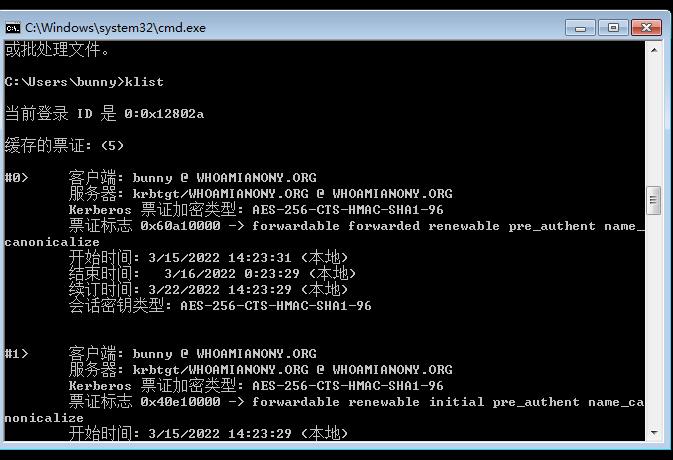 C:\Windows\system32\cmd.exe
或批处理文件。
C:\Users\bunny>klist
当前登录 ID 是 0:0x12802a
缓存的票证: (5)
#0> 客户端: bunny @ WHOAMIANONY.ORG
服务器: krbtgt/WHOAMIANONY.ORG @ WHOAMIANONY.ORG
Kerberos 票证加密类型: AES-256-CTS-HMAC-SHA1-96
票证标志 0x60a10000 -> forwardable forwarded renewable pre_authent name_
canonicalize
开始时间: 3/15/2022 14:23:31 (本地)
结束时间: 3/16/2022 0:23:29 (本地)
续订时间: 3/22/2022 14:23:29 (本地)
会话密钥类型: AES-256-CTS-HMAC-SHA1-96
#1> 客户端: bunny @ WHOAMIANONY.ORG
服务器: krbtgt/WHOAMIANONY.ORG @ WHOAMIANONY.ORG
Kerberos 票证加密类型: AES-256-CTS-HMAC-SHA1-96
票证标志 0x40e10000 -> forwardable renewable initial pre_authent name_ca
nonicalize
开始时间: 3/15/2022 14:23:29 (本地)